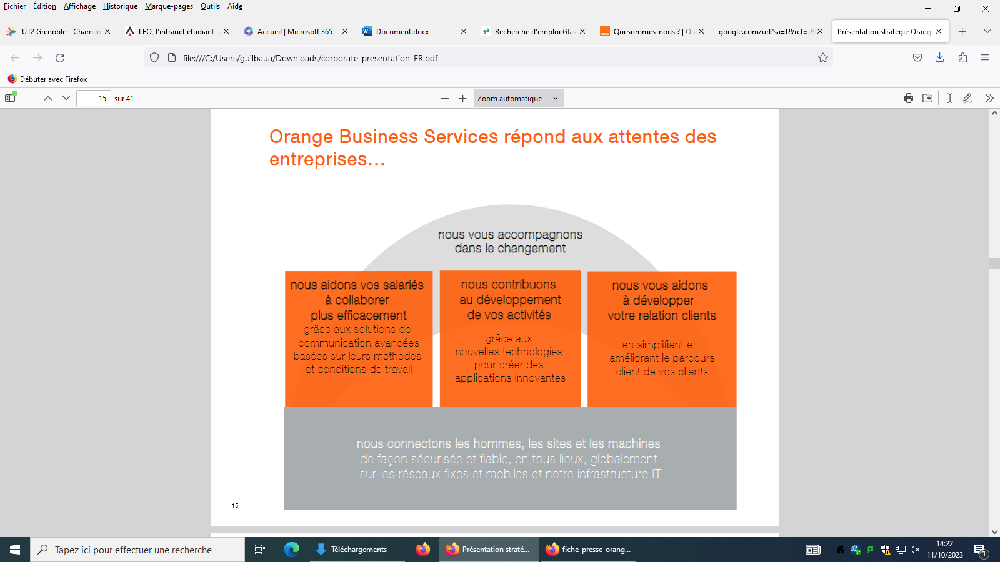 Fichier Édition Affichage Historique Marque-pages Outils Aide
IUT2 Grenoble - Chamilo
LEO, l'intranet étudiant IU
Accueil | Microsoft 365
Document.docx
Recherche d'emploi Glas
Qui sommes-nous ? | Ora
google.com/url?sa=t&rct=j&
Présentation stratégie Orange
file:///C:/Users/guilbaua/Downloads/corporate-presentation-FR.pdf
Débuter avec Firefox
15 sur 41
Zoom automatique
Orange Business Services répond aux attentes des
entreprises...
nous vous accompagnons
dans le changement
nous aidons vos salariés
à collaborer
plus efficacement
grâce aux solutions de
communication avancées
basées sur leurs méthodes
et conditions de travail
nous contribuons
au développement
de vos activités
grâce aux
nouvelles technologies
pour créer des
applications innovantes
nous vous aidons
à développer
votre relation clients
en simplifiant et
améliorant le parcours
client de vos clients
nous connectons les hommes, les sites et les machines
de façon sécurisée et fiable, en tous lieux, globalement
sur les réseaux fixes et mobiles et notre infrastructure IT
15
Tapez ici pour effectuer une recherche
Téléchargements
Présentation straté...
fiche_presse_orang...
14:22
11/10/2023
1